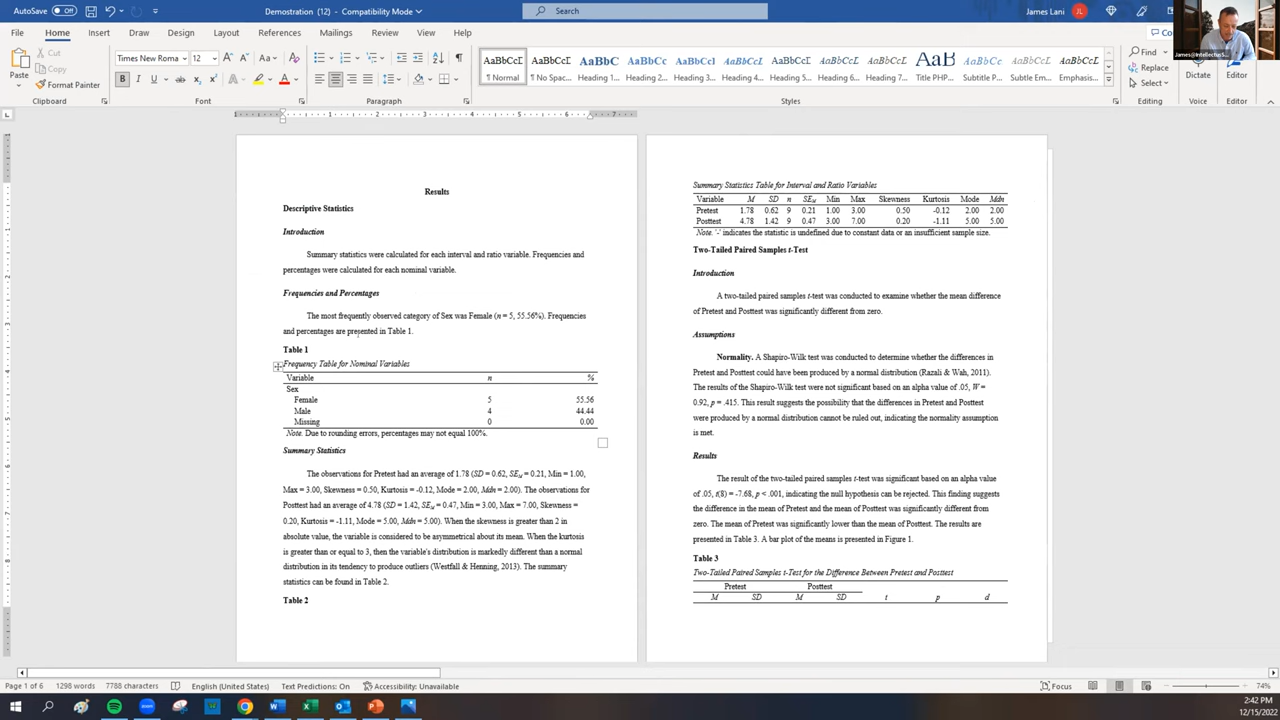 AutoSave Off
Demostration (12) - Compatibility Mode
Search
James Lani
JL
James@IntellectusS...
File Home Insert Draw Design Layout References Mailings Review View Help
Paste
Cut
Copy
Format Painter
Clipboard
Times New Roma 12
Font
Paragraph
AaBbCcDc AaBbCcDc AaBbC AaBbCc AaBbCcI
¶ Normal ¶ No Spac... Heading 1 Heading 2... Heading 3... Heading 4... Heading 5... Heading 6... Heading 7... Title PHP... Subtitle P... Subtle Em... Emphasis...
Styles
Find
Replace
Select
Editing
Dictate
Voice
Editor
Editor
Results
Descriptive Statistics
Introduction
Summary statistics were calculated for each interval and ratio variable. Frequencies and
percentages were calculated for each nominal variable.
Frequencies and Percentages
The most frequently observed category of Sex was Female (n = 5, 55.56%). Frequencies
and percentages are presented in Table 1.
Table 1
Frequency Table for Nominal Variables
Variable n %
Sex
Female 5 55.56
Male 4 44.44
Missing 0 0.00
Note. Due to rounding errors, percentages may not equal 100%.
Summary Statistics
The observations for Pretest had an average of 1.78 (SD = 0.62, SEM = 0.21, Min = 1.00,
Max = 3.00, Skewness = 0.50, Kurtosis = -0.12, Mode = 2.00, Mdn = 2.00). The observations for
Posttest had an average of 4.78 (SD = 1.42, SEM = 0.47, Min = 3.00, Max = 7.00, Skewness =
0.20, Kurtosis = -1.11, Mode = 5.00, Mdn = 5.00). When the skewness is greater than 2 in
absolute value, the variable is considered to be asymmetrical about its mean. When the kurtosis
is greater than or equal to 3, then the variable's distribution is markedly different than a normal
distribution in its tendency to produce outliers (Westfall & Henning, 2013). The summary
statistics can be found in Table 2.
Table 2
Summary Statistics Table for Interval and Ratio Variables
Variable M SD n SEM Min Max Skewness Kurtosis Mode Mdn
Pretest 1.78 0.62 9 0.21 1.00 3.00 0.50 -0.12 2.00 2.00
Posttest 4.78 1.42 9 0.47 3.00 7.00 0.20 -1.11 5.00 5.00
Note. '-' indicates the statistic is undefined due to constant data or an insufficient sample size.
Two-Tailed Paired Samples t-Test
Introduction
A two-tailed paired samples t-test was conducted to examine whether the mean difference
of Pretest and Posttest was significantly different from zero.
Assumptions
Normality. A Shapiro-Wilk test was conducted to determine whether the differences in
Pretest and Posttest could have been produced by a normal distribution (Razali & Wah, 2011).
The results of the Shapiro-Wilk test were not significant based on an alpha value of .05, W =
0.92, p = .415. This result suggests the possibility that the differences in Pretest and Posttest
were produced by a normal distribution cannot be ruled out, indicating the normality assumption
is met.
Results
The result of the two-tailed paired samples t-test was significant based on an alpha value
of .05, t(8) = -7.68, p < .001, indicating the null hypothesis can be rejected. This finding suggests
the difference in the mean of Pretest and the mean of Posttest was significantly different from
zero. The mean of Pretest was significantly lower than the mean of Posttest. The results are
presented in Table 3. A bar plot of the means is presented in Figure 1.
Table 3
Two-Tailed Paired Samples t-Test for the Difference Between Pretest and Posttest
Pretest Posttest
M SD M SD t p d
Page 1 of 6 1298 words 7788 characters English (United States) Text Predictions: On Accessibility: Unavailable
Focus
74%
2:42 PM
12/15/2022